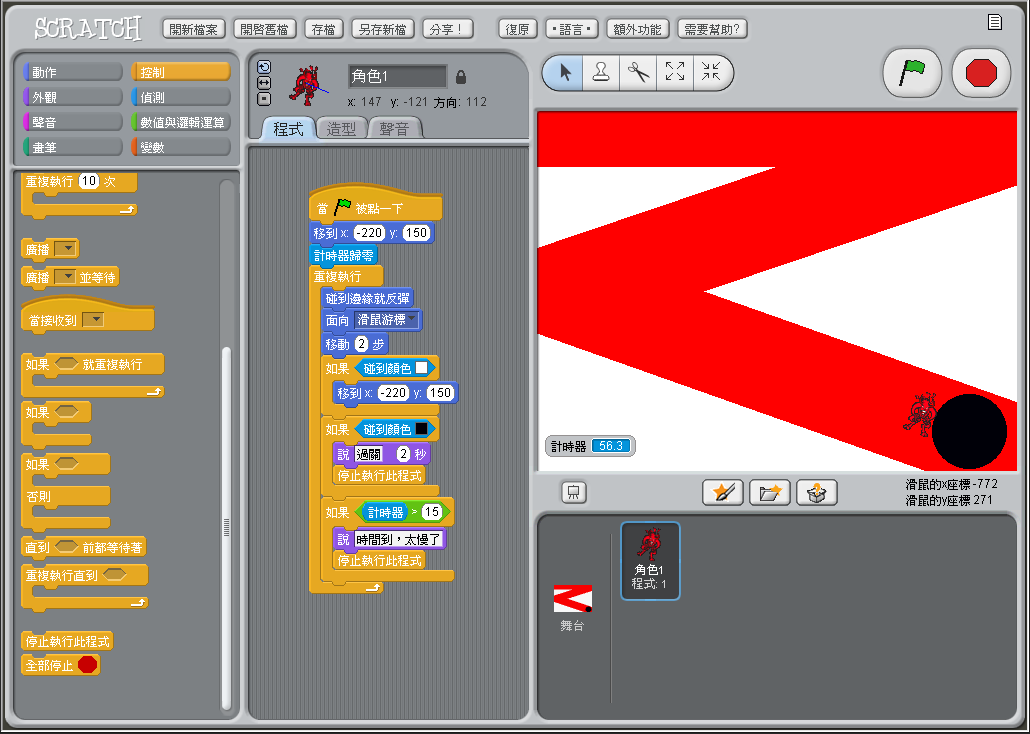 SCRATCH 開新檔案 開啓舊檔 存檔 另存新檔 分享！ 復原 •語言• 額外功能 需要幫助?
動作 控制
外觀 偵測
聲音 數值與邏輯運算
畫筆 變數
重複執行 10 次
廣播
廣播 並等待
當接收到
如果 就重複執行
如果
如果
否則
直到 前都等待著
重複執行直到
停止執行此程式
全部停止
角色1
x: 147 y: -121 方向: 112
程式 造型 聲音
當 被點一下
移到 x: -220 y: 150
計時器歸零
重複執行
碰到邊緣就反彈
面向 滑鼠游標
移動 2 步
如果 碰到顏色
移到 x: -220 y: 150
如果 碰到顏色
說 過關 2 秒
停止執行此程式
如果 計時器 > 15
說 時間到，太慢了
停止執行此程式
計時器 56.3
滑鼠的x座標 -772
滑鼠的y座標 271
角色1
程式: 1
舞台